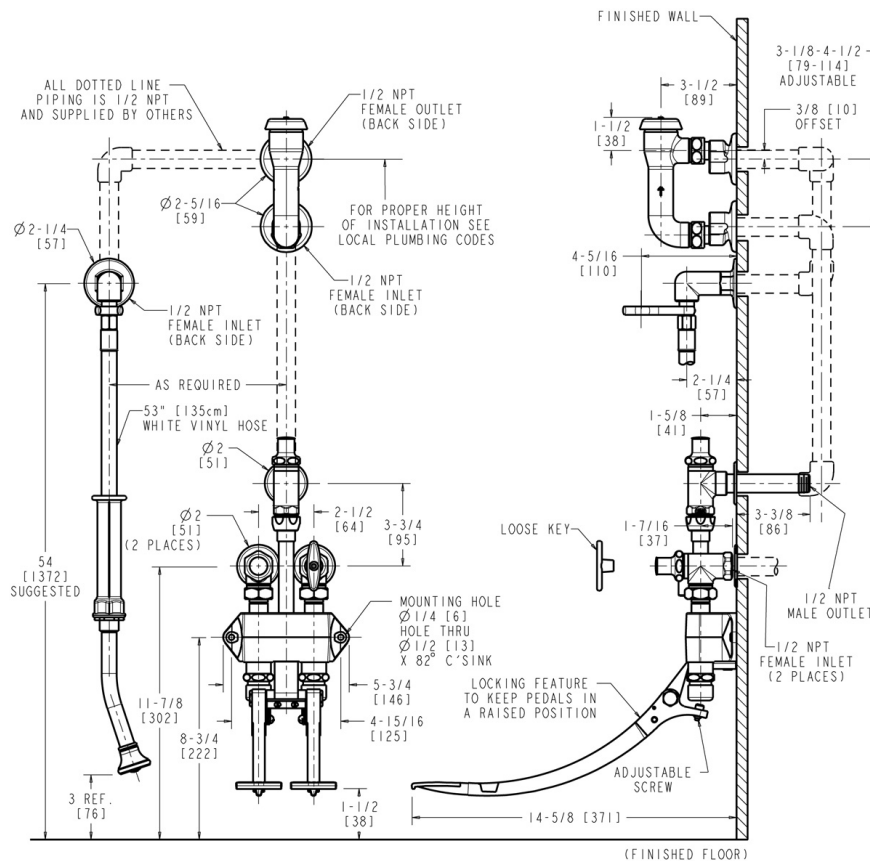 FINISHED WALL
3-1/8-4-1/2
[79-114]
ADJUSTABLE
ALL DOTTED LINE
PIPING IS 1/2 NPT
AND SUPPLIED BY OTHERS
1/2 NPT
FEMALE OUTLET
(BACK SIDE)
3-1/2
[89]
3/8 [10]
OFFSET
1-1/2
[38]
Ø2-5/16
[59]
FOR PROPER HEIGHT
OF INSTALLATION SEE
LOCAL PLUMBING CODES
Ø2-1/4
[57]
4-5/16
[110]
1/2 NPT
FEMALE INLET
(BACK SIDE)
1/2 NPT
FEMALE INLET
(BACK SIDE)
AS REQUIRED
2-1/4
[57]
53" [135cm]
WHITE VINYL HOSE
1-5/8
[41]
Ø2
[51]
Ø2
[51]
(2 PLACES)
2-1/2
[64]
3-3/4
[95]
LOOSE KEY
1-7/16
[37]
3-3/8
[86]
54
[1372]
SUGGESTED
MOUNTING HOLE
Ø1/4 [6]
HOLE THRU
Ø1/2 [13]
X 82° C'SINK
1/2 NPT
MALE OUTLET
1/2 NPT
FEMALE INLET
(2 PLACES)
5-3/4
[146]
LOCKING FEATURE
TO KEEP PEDALS IN
A RAISED POSITION
11-7/8
[302]
4-15/16
[125]
8-3/4
[222]
ADJUSTABLE
SCREW
3 REF.
[76]
1-1/2
[38]
14-5/8 [371]
(FINISHED FLOOR)